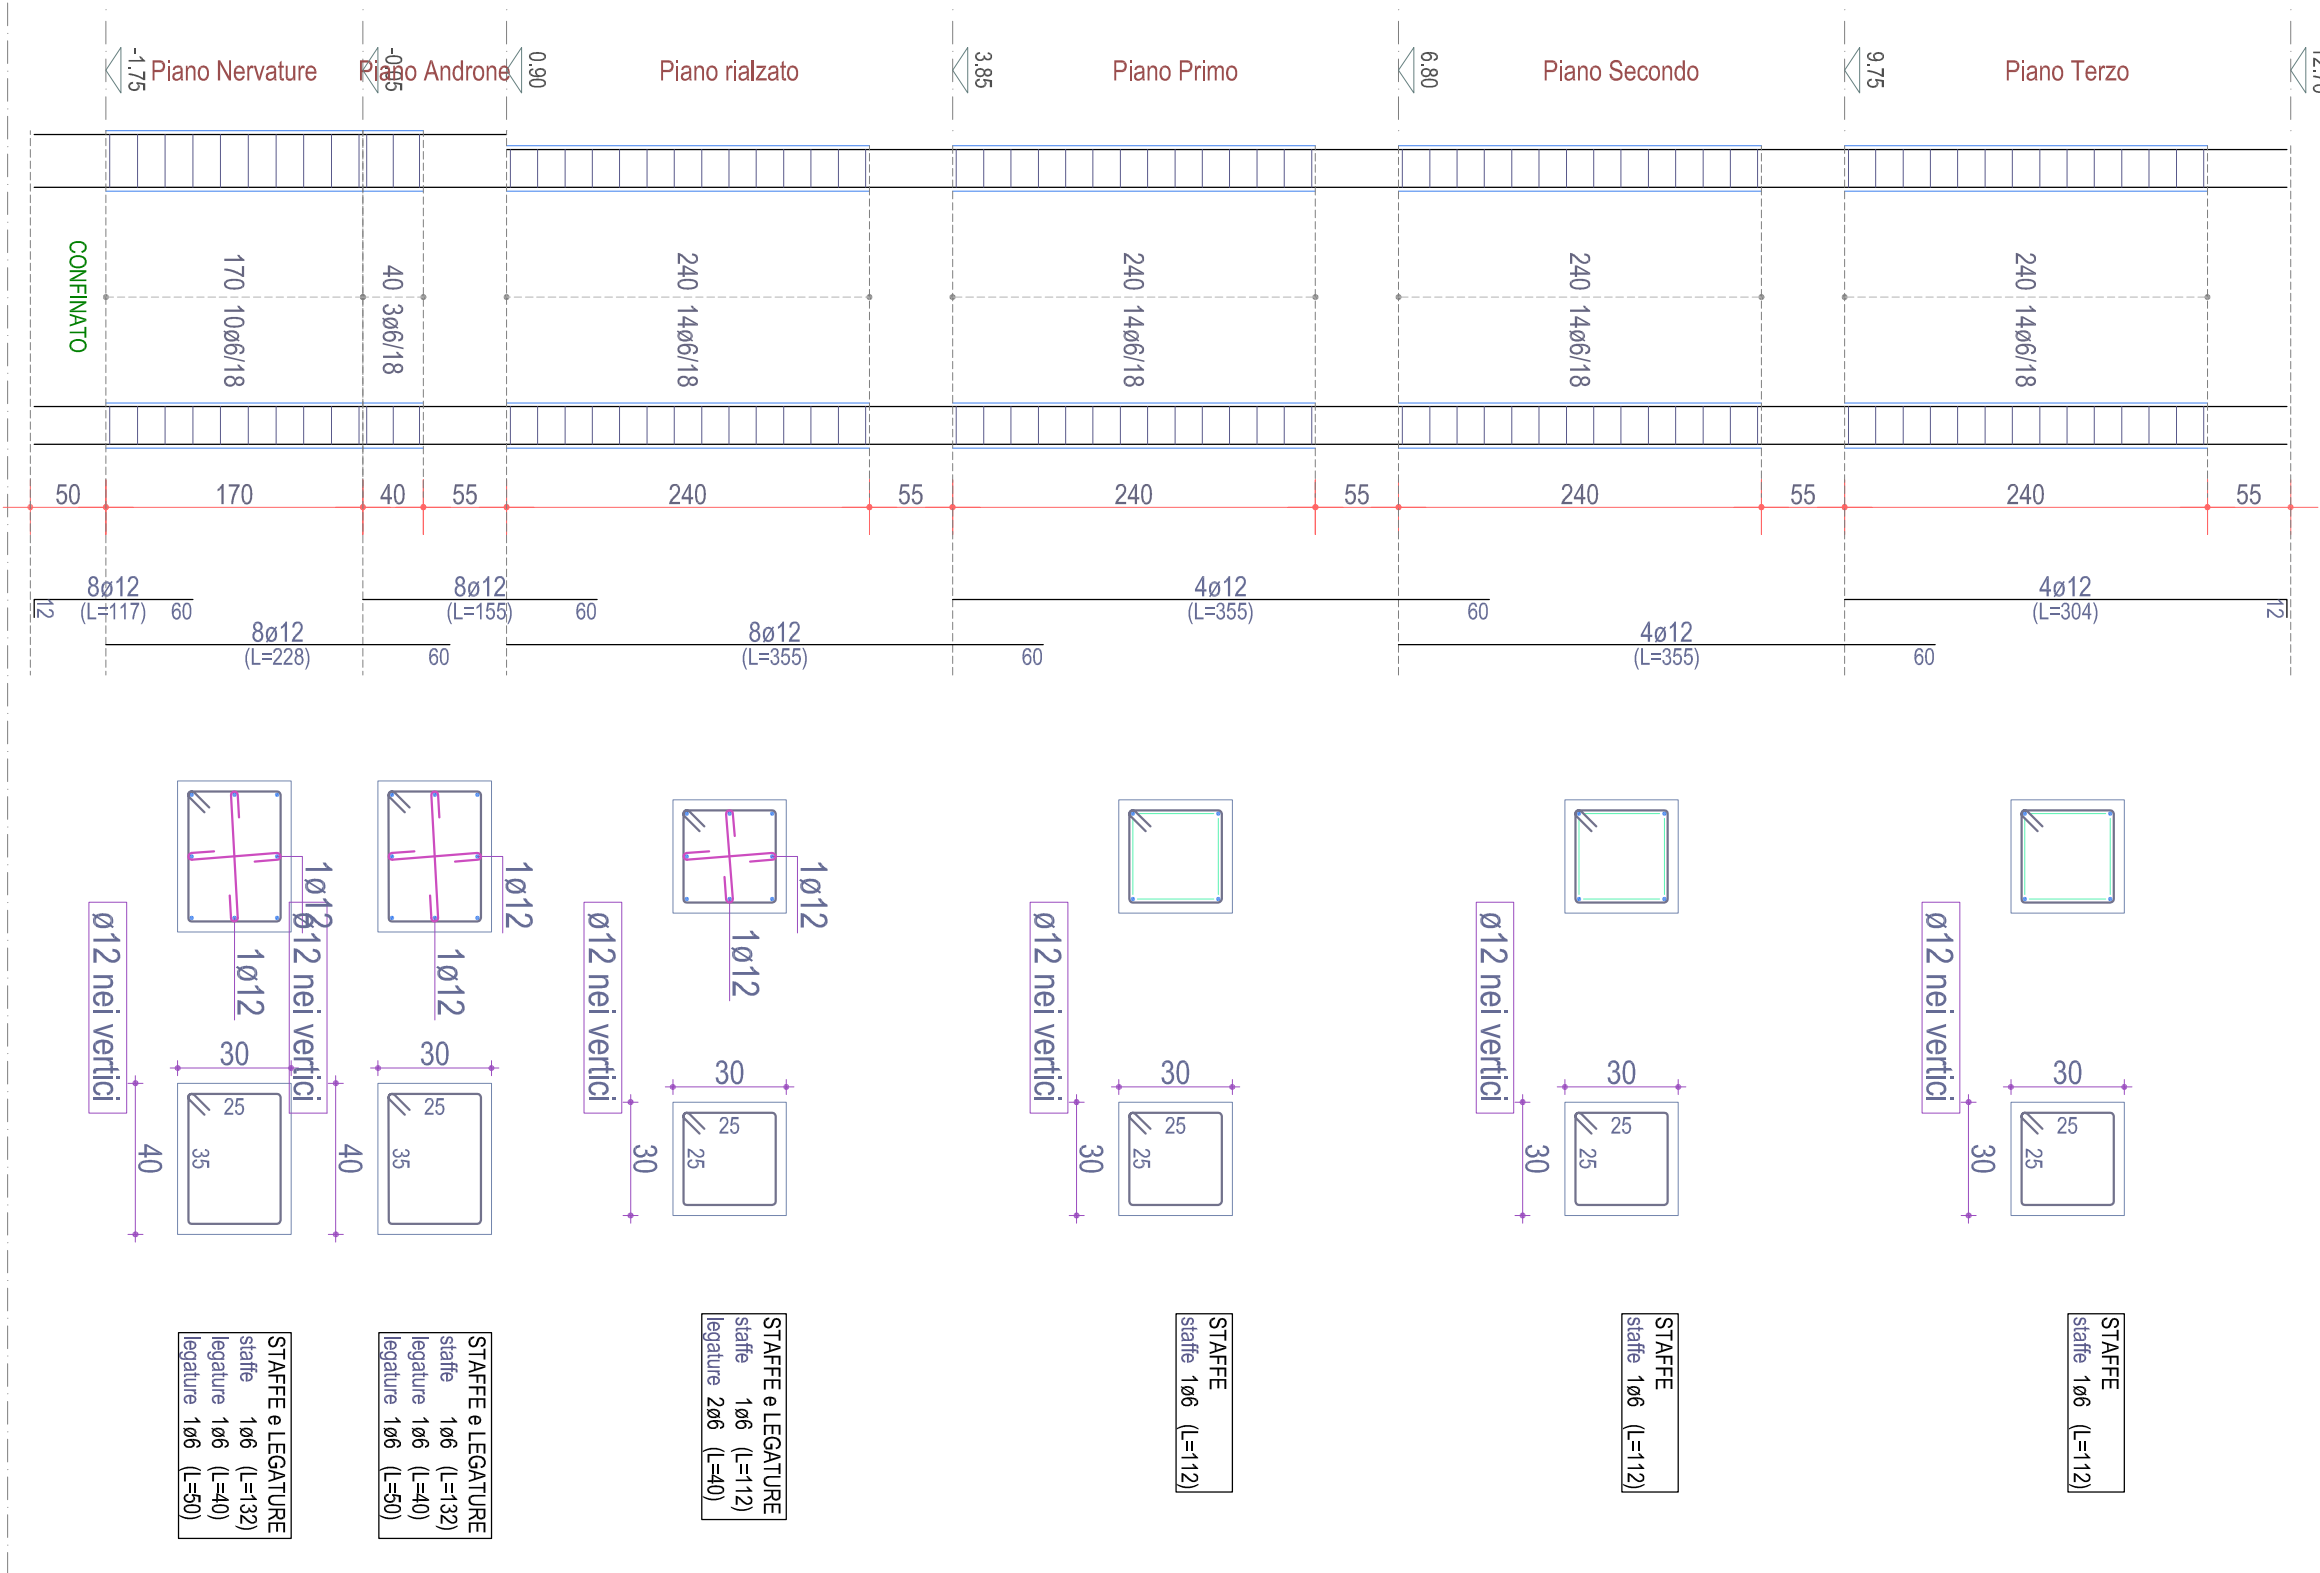 -1.75
Piano Nervature
Piano Androne
0.90
Piano rialzato
3.85
Piano Primo
6.80
Piano Secondo
9.75
Piano Terzo
CONFINATO
170 10ø6/18
40 3ø6/18
240 14ø6/18
240 14ø6/18
240 14ø6/18
240 14ø6/18
50
170
40
55
240
55
240
55
240
55
240
55
8ø12
(L=117)
60
12
8ø12
(L=155)
60
4ø12
(L=355)
60
4ø12
(L=304)
12
8ø12
(L=228)
60
8ø12
(L=355)
60
4ø12
(L=355)
60
1ø12
1ø12
ø12 nei vertici
1ø12
1ø12
ø12 nei vertici
1ø12
1ø12
ø12 nei vertici
ø12 nei vertici
ø12 nei vertici
ø12 nei vertici
30
25
35
40
30
25
35
40
30
25
25
30
30
25
25
30
30
25
25
30
30
25
25
30
STAFFE e LEGATURE
staffe 1ø6 (L=132)
legature 1ø6 (L=40)
legature 1ø6 (L=50)
STAFFE e LEGATURE
staffe 1ø6 (L=132)
legature 1ø6 (L=40)
legature 1ø6 (L=50)
STAFFE e LEGATURE
staffe 1ø6 (L=112)
legature 2ø6 (L=40)
STAFFE
staffe 1ø6 (L=112)
STAFFE
staffe 1ø6 (L=112)
STAFFE
staffe 1ø6 (L=112)